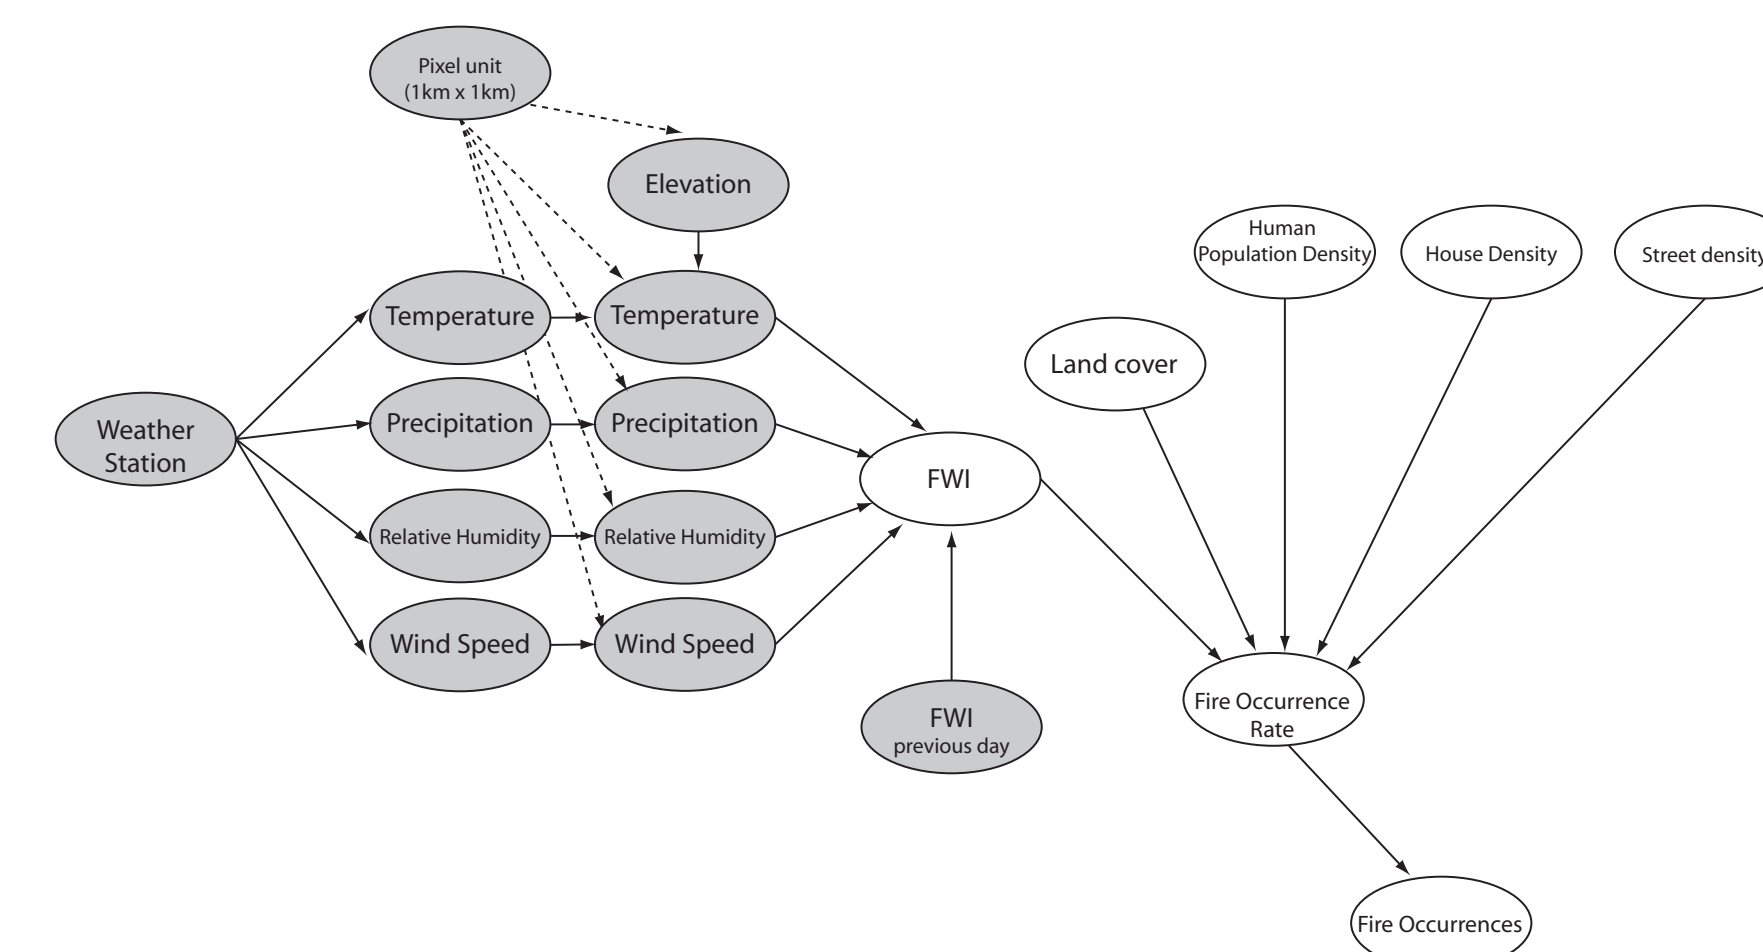 Pixel unit
(1km x 1km)
Elevation
Human
Population Density
House Density
Street density
Temperature
Temperature
Land cover
Weather
Station
Precipitation
Precipitation
FWI
Relative Humidity
Relative Humidity
Wind Speed
Wind Speed
FWI
previous day
Fire Occurrence
Rate
Fire Occurrences